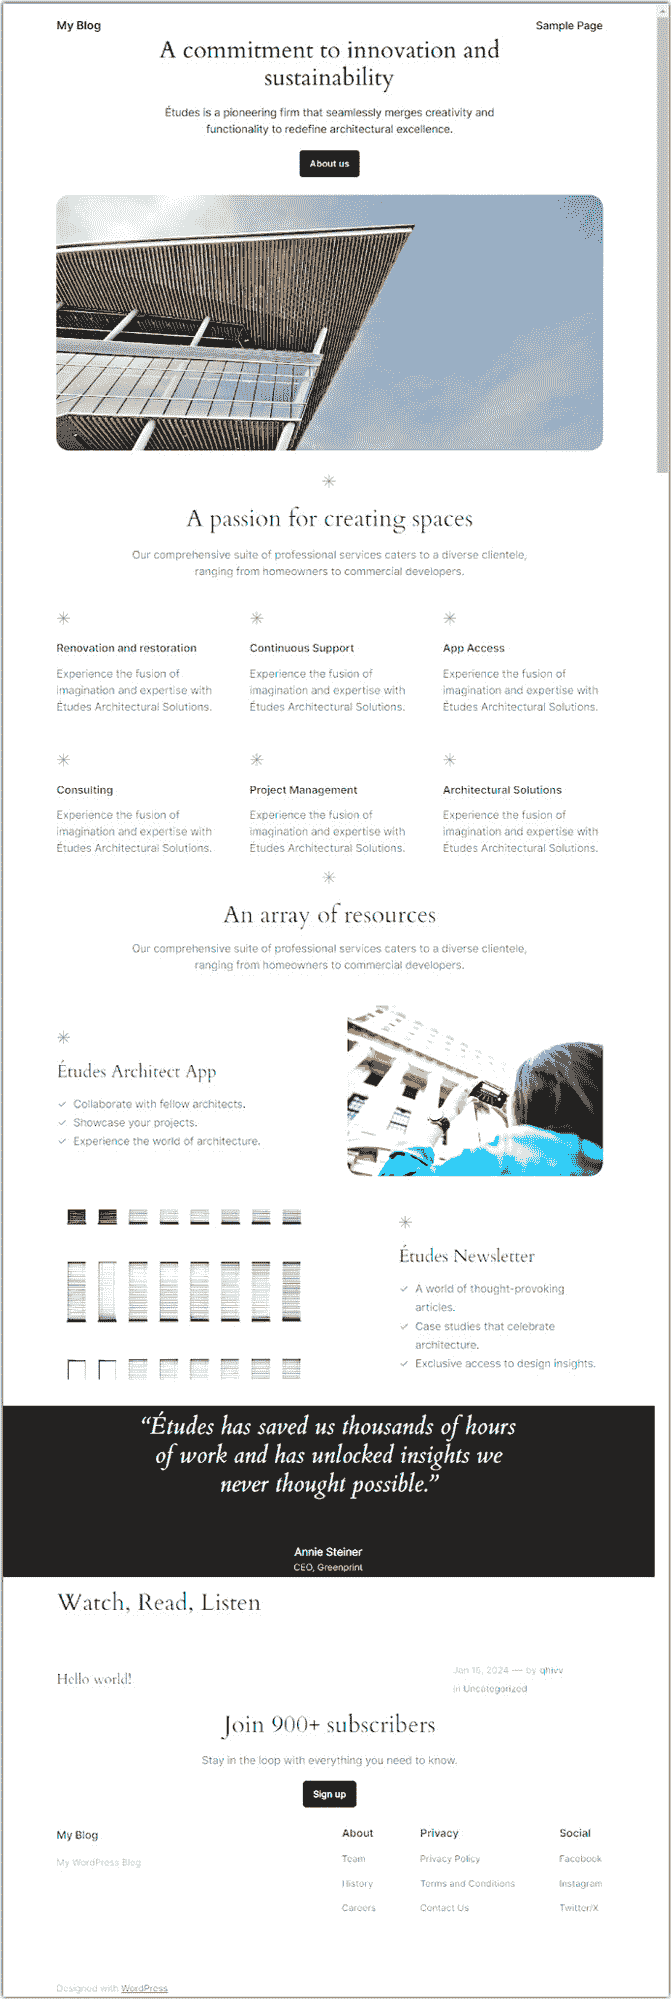 My Blog
Sample Page
A commitment to innovation and
sustainability
Études is a pioneering firm that seamlessly merges creativity and
functionality to redefine architectural excellence.
About us
A passion for creating spaces
Our comprehensive suite of professional services caters to a diverse clientele,
ranging from homeowners to commercial developers.
Renovation and restoration
Experience the fusion of
imagination and expertise with
Études Architectural Solutions.
Continuous Support
Experience the fusion of
imagination and expertise with
Études Architectural Solutions.
App Access
Experience the fusion of
imagination and expertise with
Études Architectural Solutions.
Consulting
Experience the fusion of
imagination and expertise with
Études Architectural Solutions.
Project Management
Experience the fusion of
imagination and expertise with
Études Architectural Solutions.
Architectural Solutions
Experience the fusion of
imagination and expertise with
Études Architectural Solutions.
An array of resources
Our comprehensive suite of professional services caters to a diverse clientele,
ranging from homeowners to commercial developers.
Études Architect App
✓ Collaborate with fellow architects.
✓ Showcase your projects.
✓ Experience the world of architecture.
Études Newsletter
✓ A world of thought-provoking
articles.
✓ Case studies that celebrate
architecture.
✓ Exclusive access to design insights.
“Études has saved us thousands of hours
of work and has unlocked insights we
never thought possible.”
Annie Steiner
CEO, Greenprint
Watch, Read, Listen
Hello world!
Jan 16, 2024 — by qhivv
in Uncategorized
Join 900+ subscribers
Stay in the loop with everything you need to know.
Sign up
My Blog
My WordPress Blog
About
Team
History
Careers
Privacy
Privacy Policy
Terms and Conditions
Contact Us
Social
Facebook
Instagram
Twitter/X
Designed with WordPress